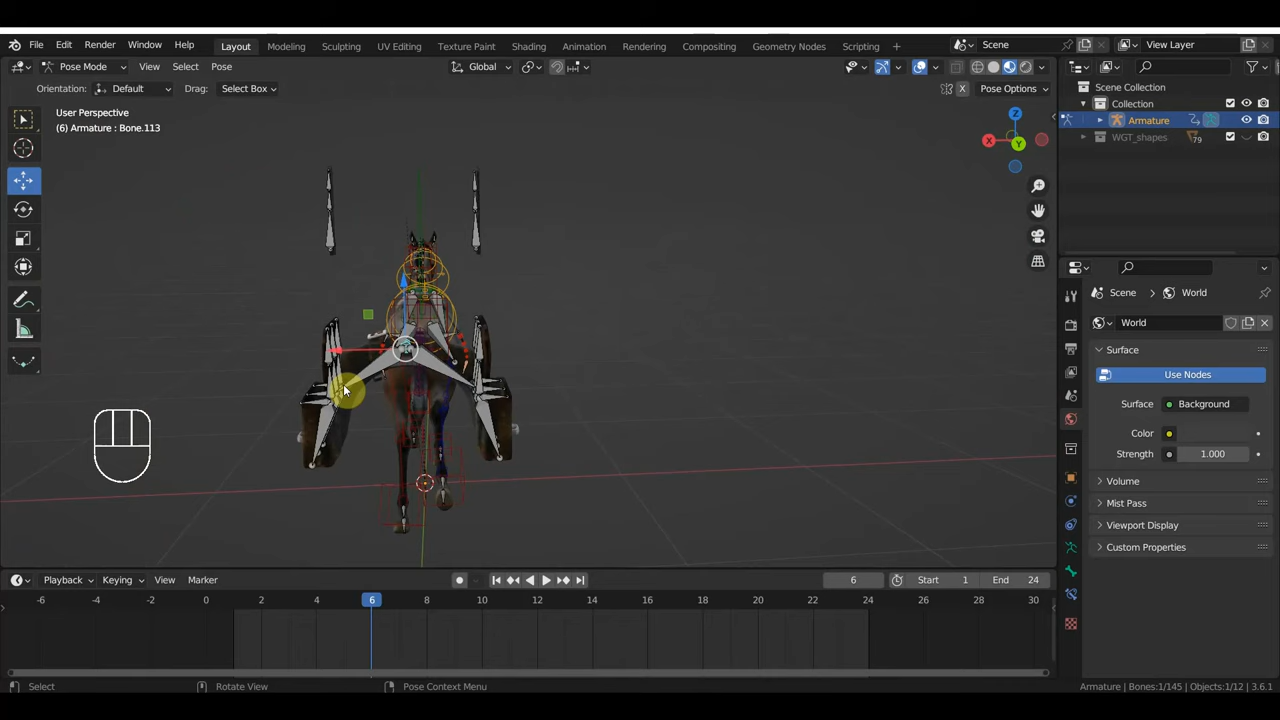 File Edit Render Window Help Layout Modeling Sculpting UV Editing Texture Paint Shading Animation Rendering Compositing Geometry Nodes Scripting + Scene View Layer
Pose Mode View Select Pose Global
Orientation: Default Drag: Select Box X Pose Options
User Perspective
(6) Armature : Bone.113
X
Y
Z
Scene Collection
Collection
Armature
WGT_shapes 79
Scene World
World
Surface
Use Nodes
Surface Background
Color
Strength 1.000
Volume
Mist Pass
Viewport Display
Custom Properties
Playback Keying View Marker 6 Start 1 End 24
-6 -4 -2 0 2 4 6 8 10 12 14 16 18 20 22 24 26 28 30
Select Rotate View Pose Context Menu Armature | Bones:1/145 | Objects:1/12 | 3.6.1